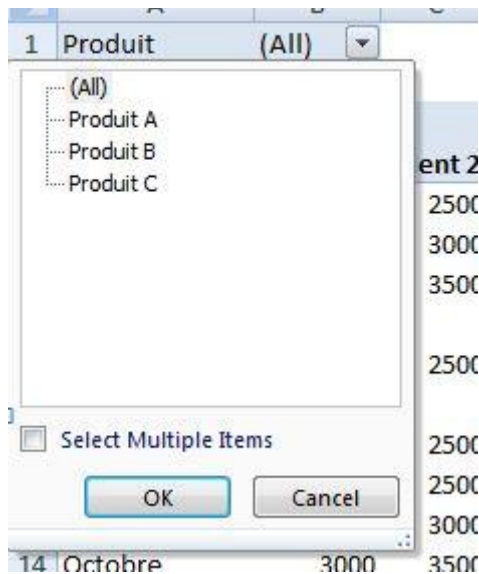 1 Produit (All)
(All)
Produit A
Produit B
Produit C
ent 2
2500
3000
3500
2500
Select Multiple Items
2500
OK Cancel
2500
3000
14 Octobre 3000 3500